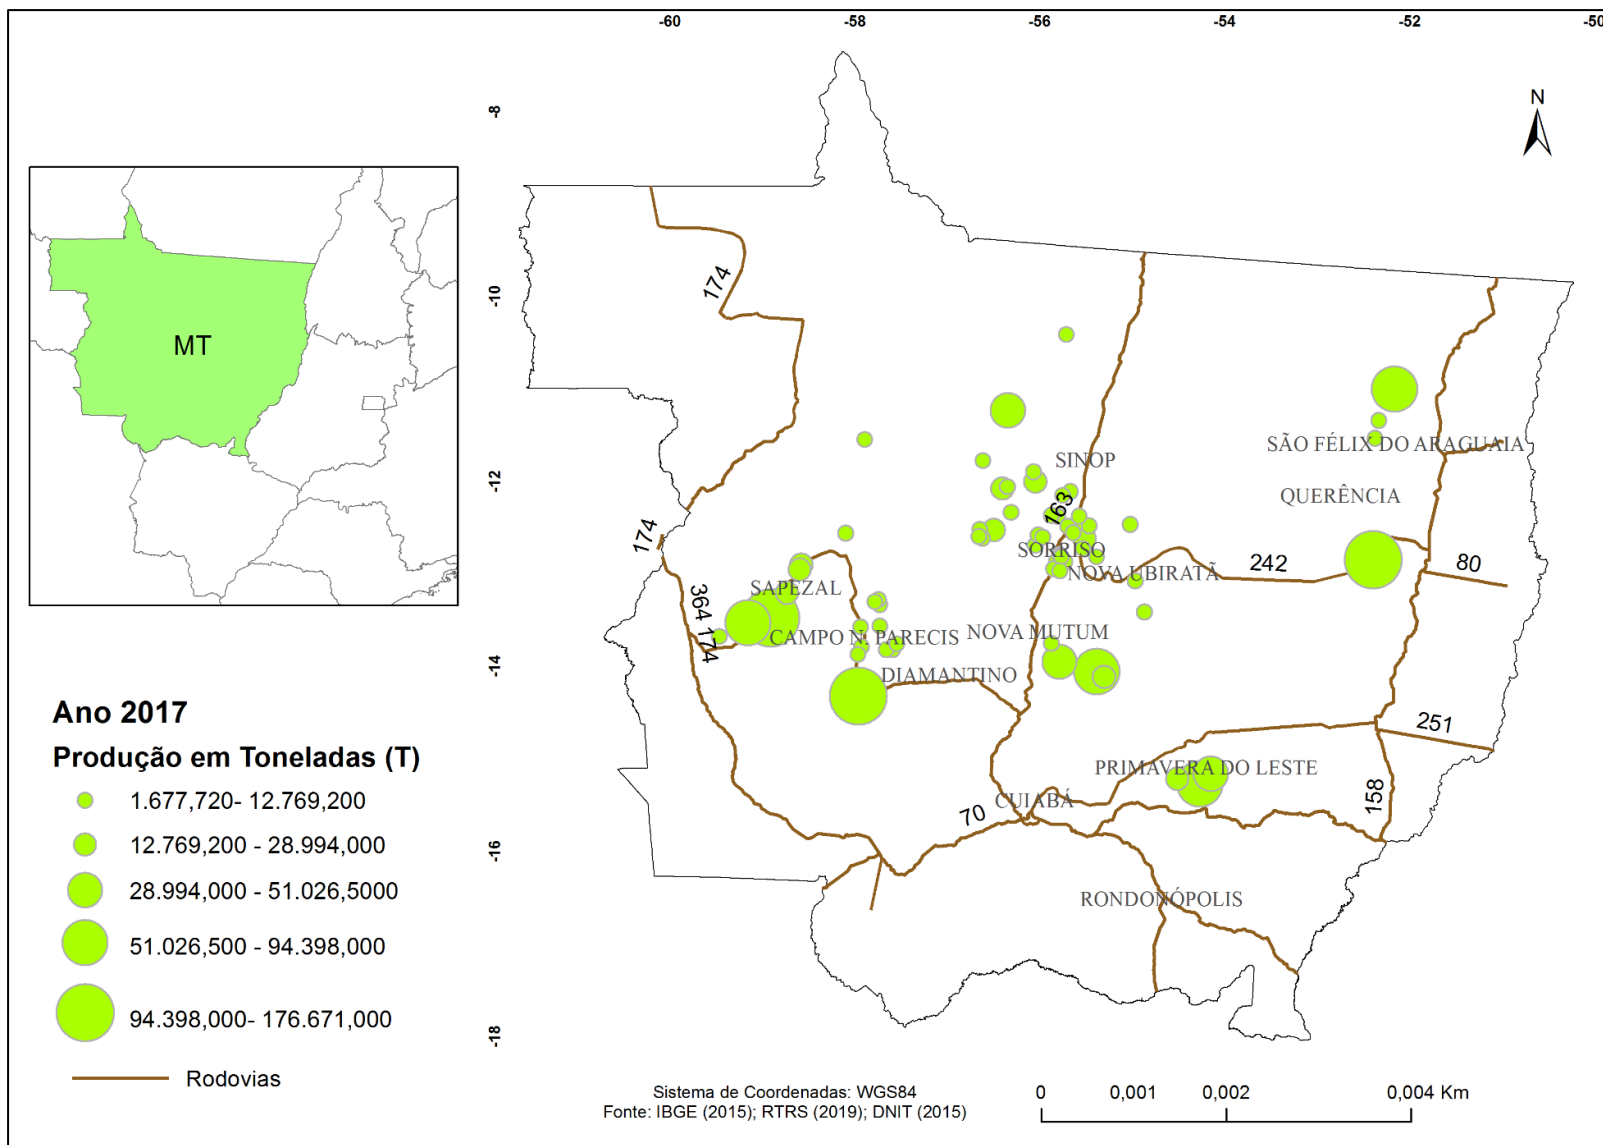 -60 -58 -56 -54 -52 -50
-8
-10
-12
-14
-16
-18
N
MT
174
174
364
174
163
242
80
251
158
70
SÃO FÉLIX DO ARAGUAIA
SINOP
QUERÊNCIA
SORRISO
NOVA UBIRATÃ
SAPEZAL
CAMPO N. PARECIS
NOVA MUTUM
DIAMANTINO
PRIMAVERA DO LESTE
CUIABÁ
RONDONÓPOLIS
Ano 2017
Produção em Toneladas (T)
1.677,720- 12.769,200
12.769,200 - 28.994,000
28.994,000 - 51.026,5000
51.026,500 - 94.398,000
94.398,000- 176.671,000
Rodovias
Sistema de Coordenadas: WGS84
Fonte: IBGE (2015); RTRS (2019); DNIT (2015)
0 0,001 0,002 0,004 Km